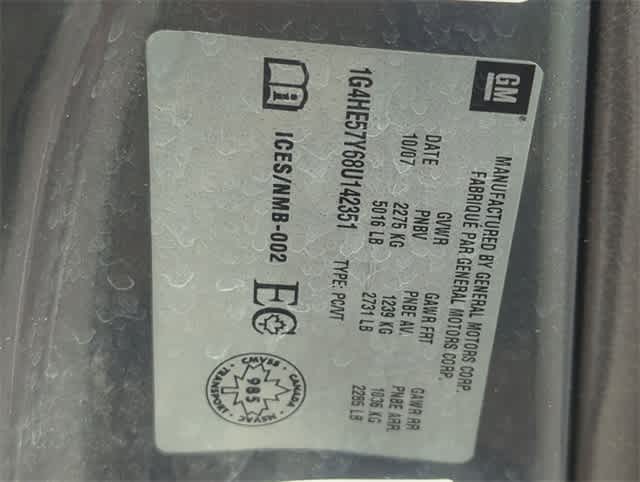 GM
MANUFACTURED BY GENERAL MOTORS CORP.
FABRIQUE PAR GENERAL MOTORS CORP.
DATE GVWR GAWR FRT GAWR RR
10/07 PNBV PNBE AV. PNBE ARR.
2275 KG 1239 KG 1036 KG
5016 LB 2731 LB 2285 LB
1G4HE57Y68U142351 TYPE: PC/VT
i ICES/NMB-002 EC
CANADA
CMVSS
TRANSPORT
NSVAC
985